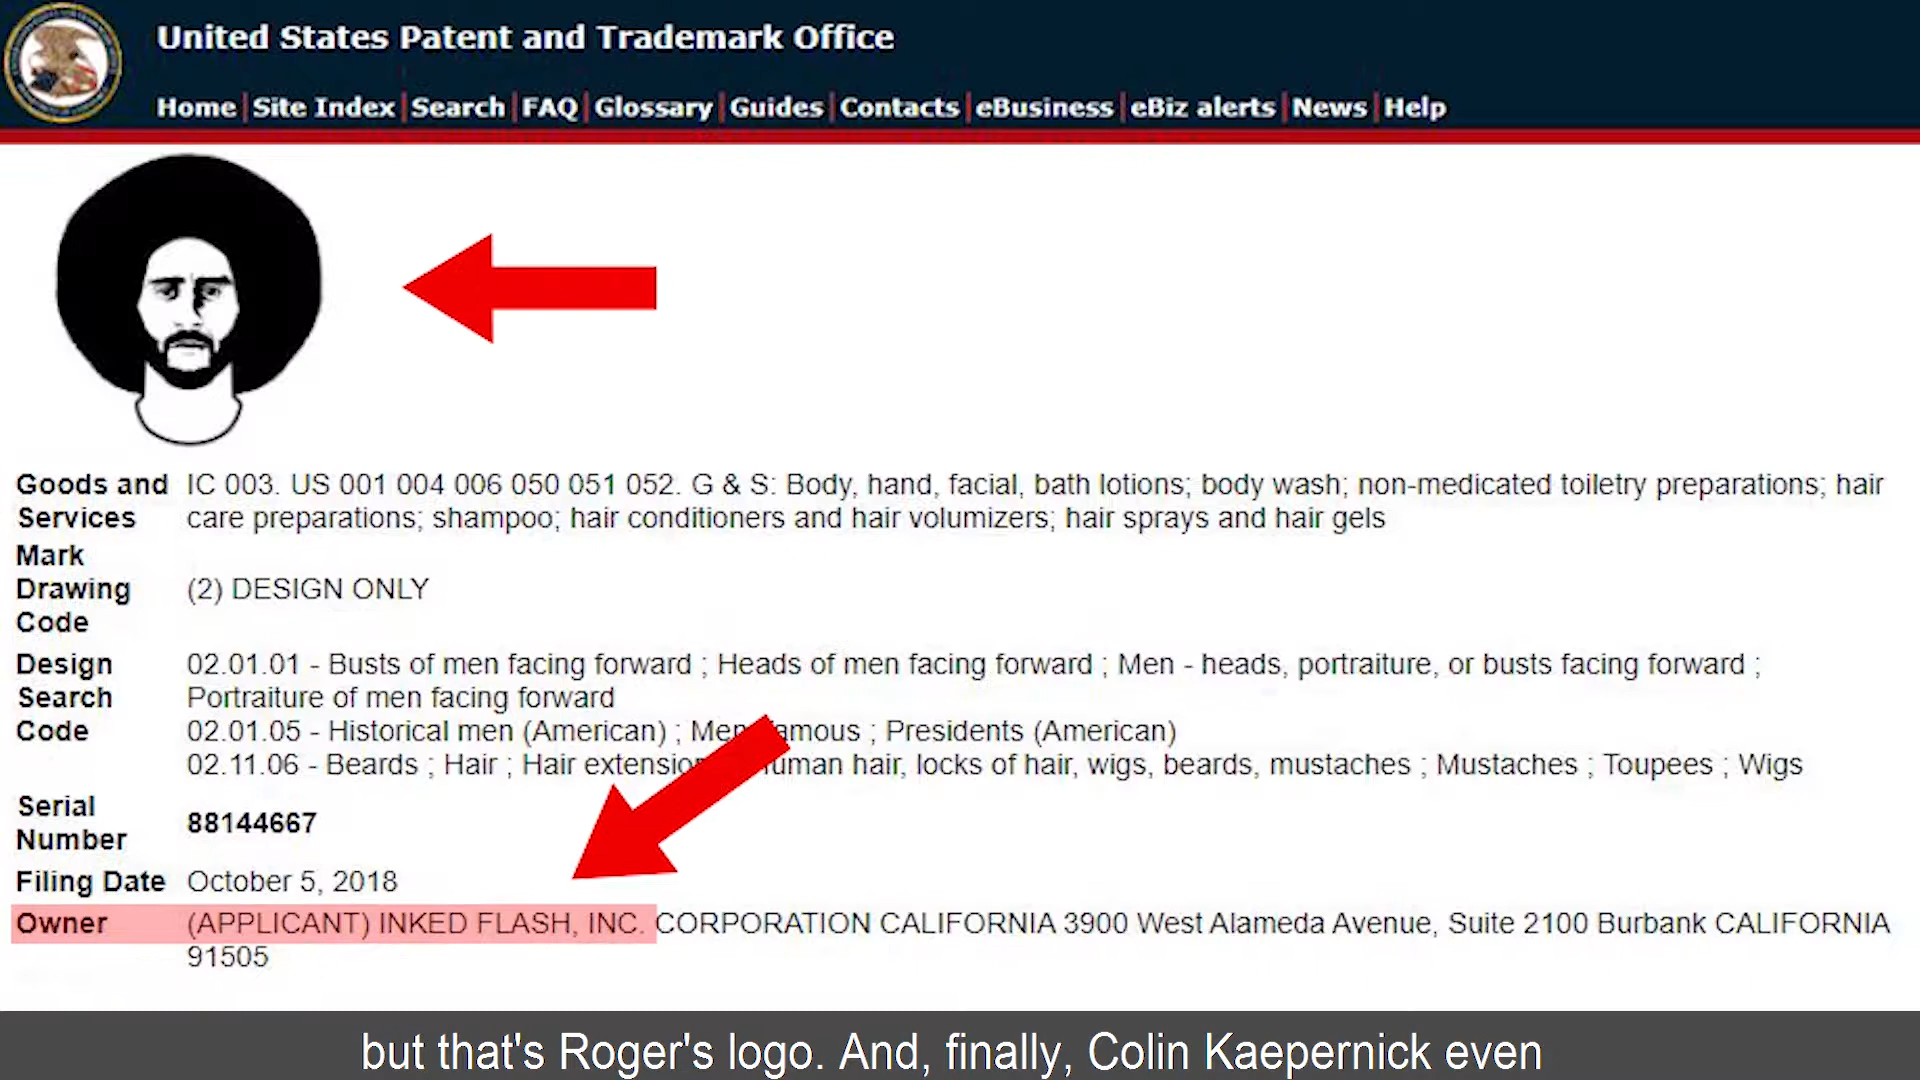 United States Patent and Trademark Office
Home | Site Index | Search | FAQ | Glossary | Guides | Contacts | eBusiness | eBiz alerts | News | Help
Goods and Services IC 003. US 001 004 006 050 051 052. G & S: Body, hand, facial, bath lotions; body wash; non-medicated toiletry preparations; hair
care preparations; shampoo; hair conditioners and hair volumizers; hair sprays and hair gels
Mark Drawing Code (2) DESIGN ONLY
Design Search Code 02.01.01 - Busts of men facing forward ; Heads of men facing forward ; Men - heads, portraiture, or busts facing forward ;
Portraiture of men facing forward
02.01.05 - Historical men (American) ; Men, famous ; Presidents (American)
02.11.06 - Beards ; Hair ; Hair extensions, human hair, locks of hair, wigs, beards, mustaches ; Mustaches ; Toupees ; Wigs
Serial Number 88144667
Filing Date October 5, 2018
Owner (APPLICANT) INKED FLASH, INC. CORPORATION CALIFORNIA 3900 West Alameda Avenue, Suite 2100 Burbank CALIFORNIA
91505
but that's Roger's logo. And, finally, Colin Kaepernick even